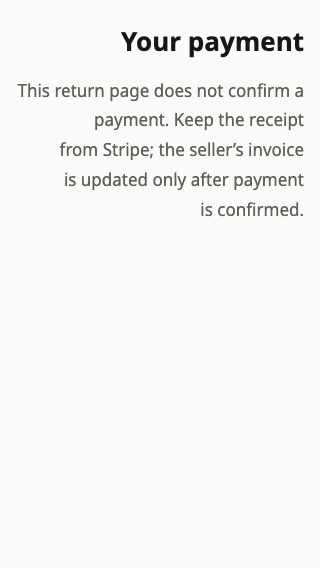 Your payment
This return page does not confirm a
payment. Keep the receipt
from Stripe; the seller’s invoice
is updated only after payment
is confirmed.